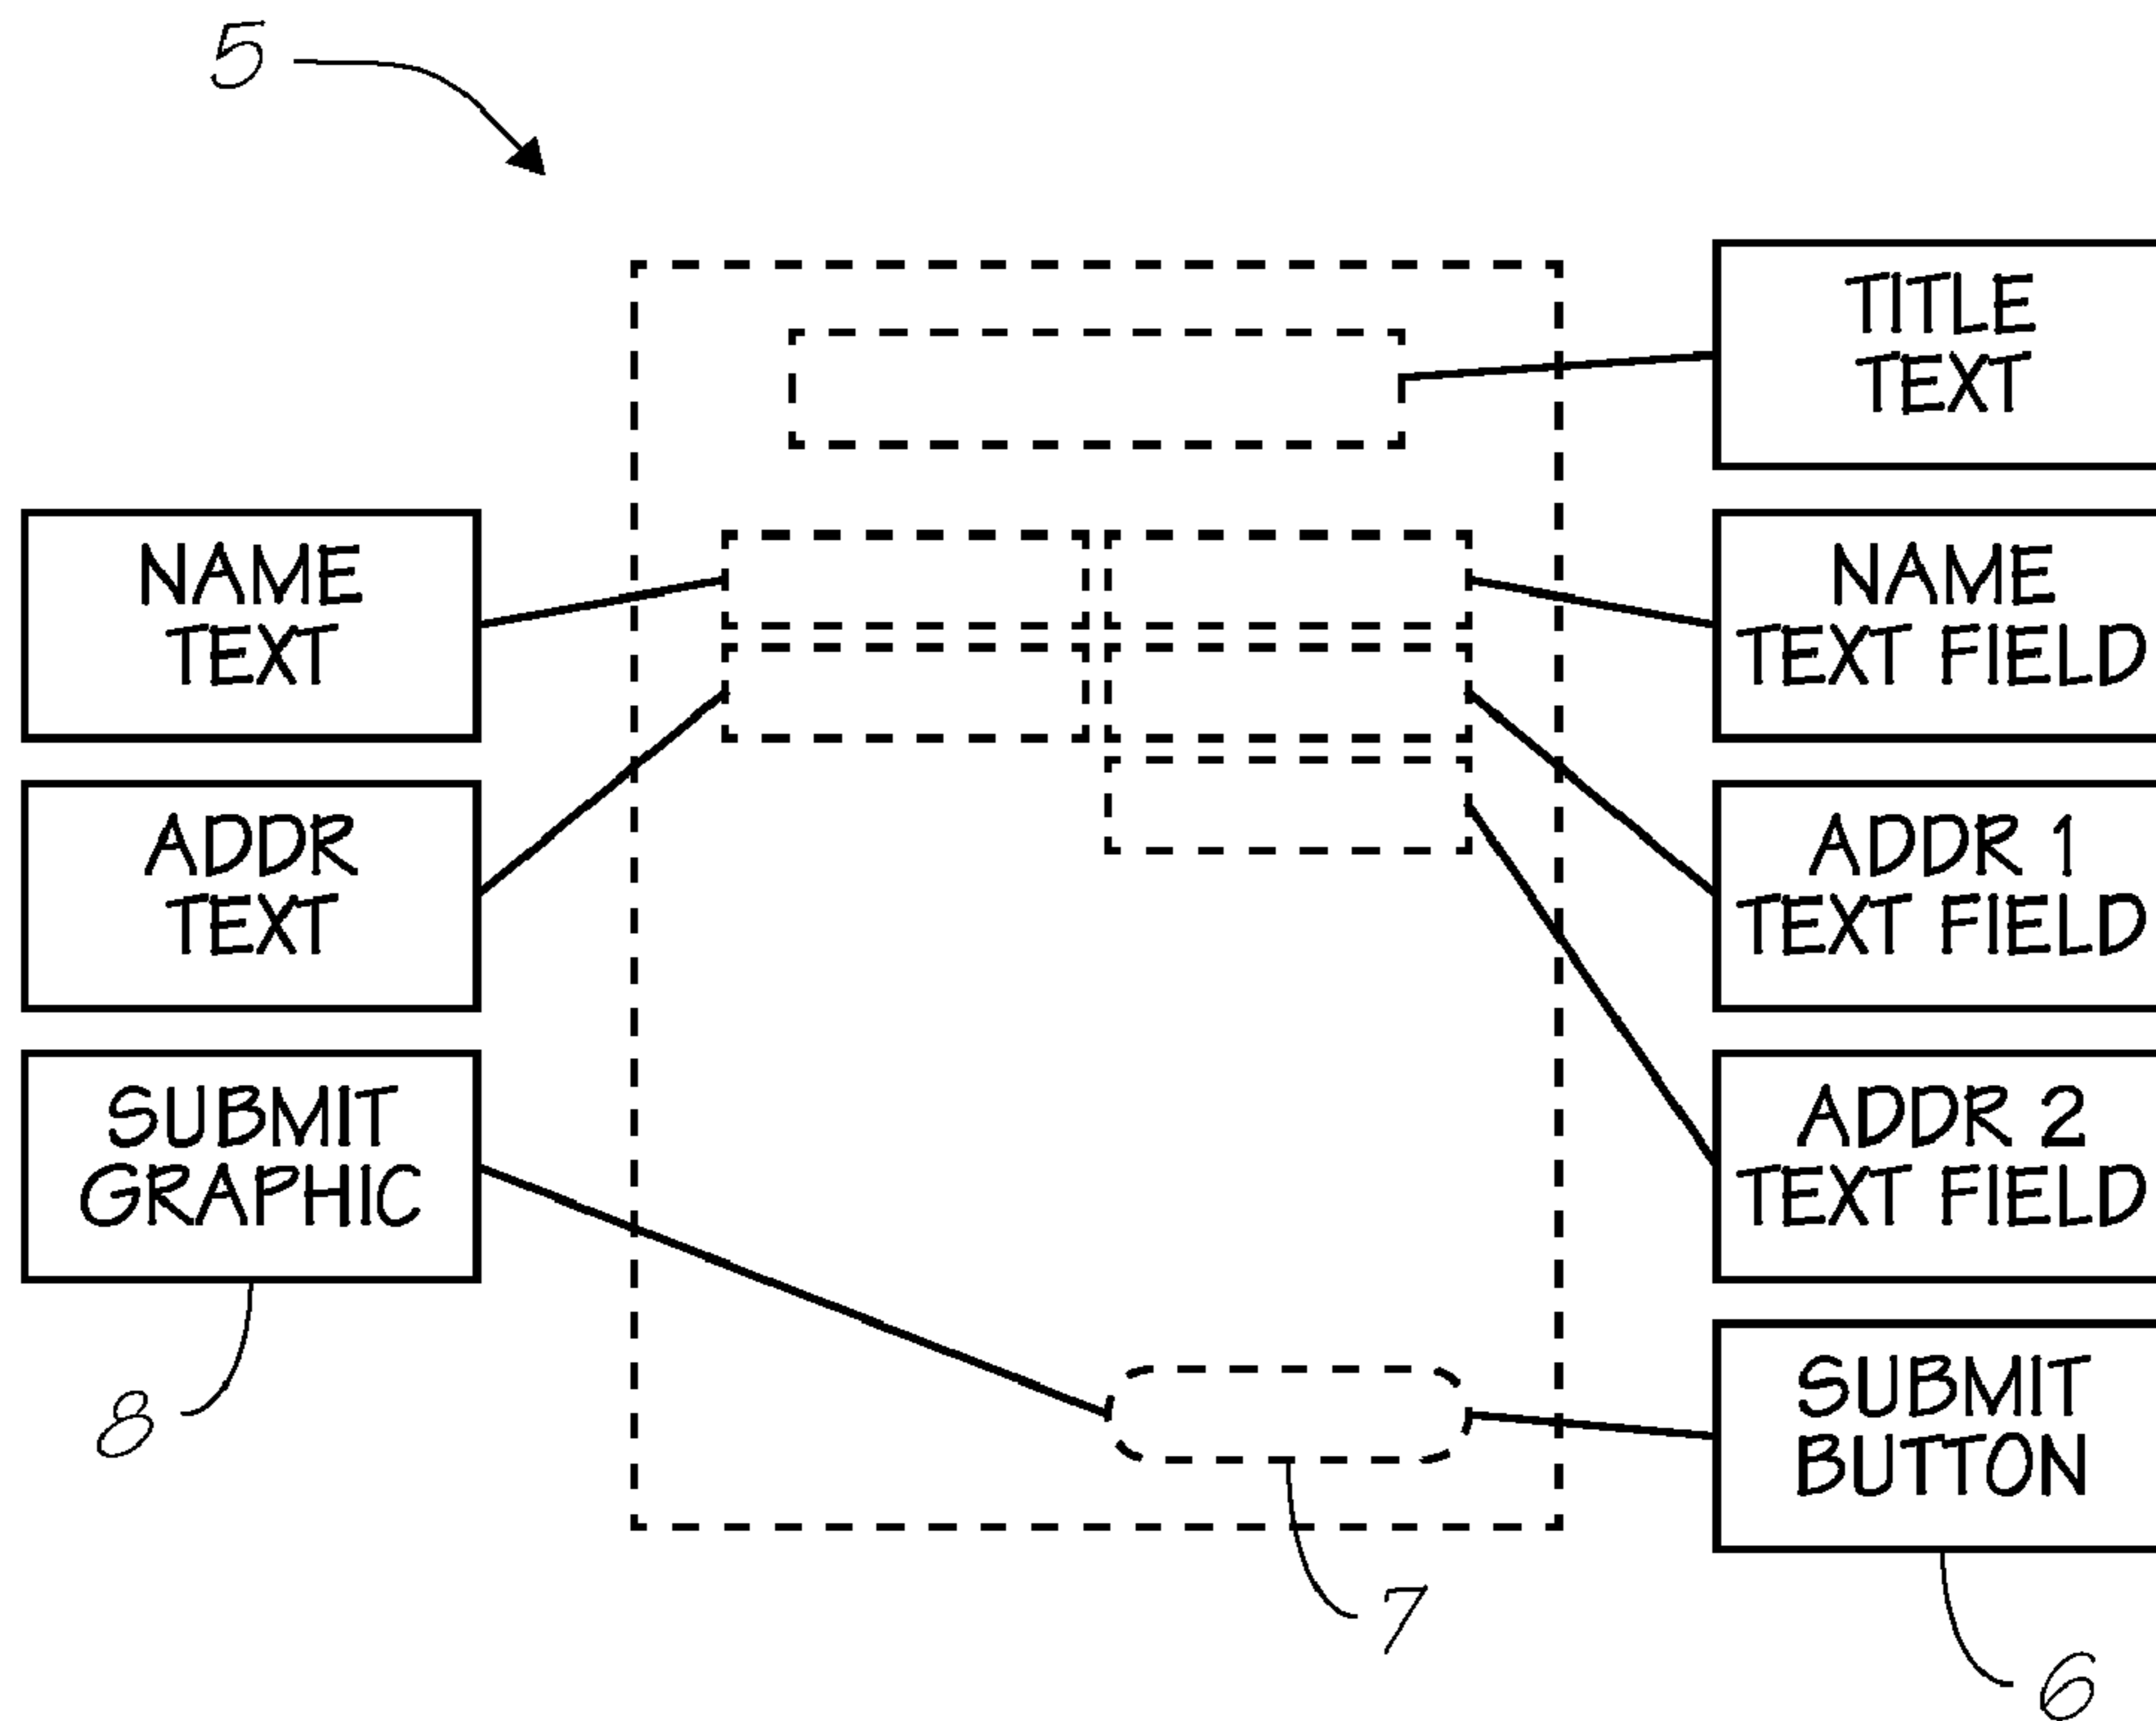 5
TITLE
TEXT
NAME
TEXT
NAME
TEXT FIELD
ADDR
TEXT
ADDR 1
TEXT FIELD
SUBMIT
GRAPHIC
ADDR 2
TEXT FIELD
SUBMIT
BUTTON
8
7
6